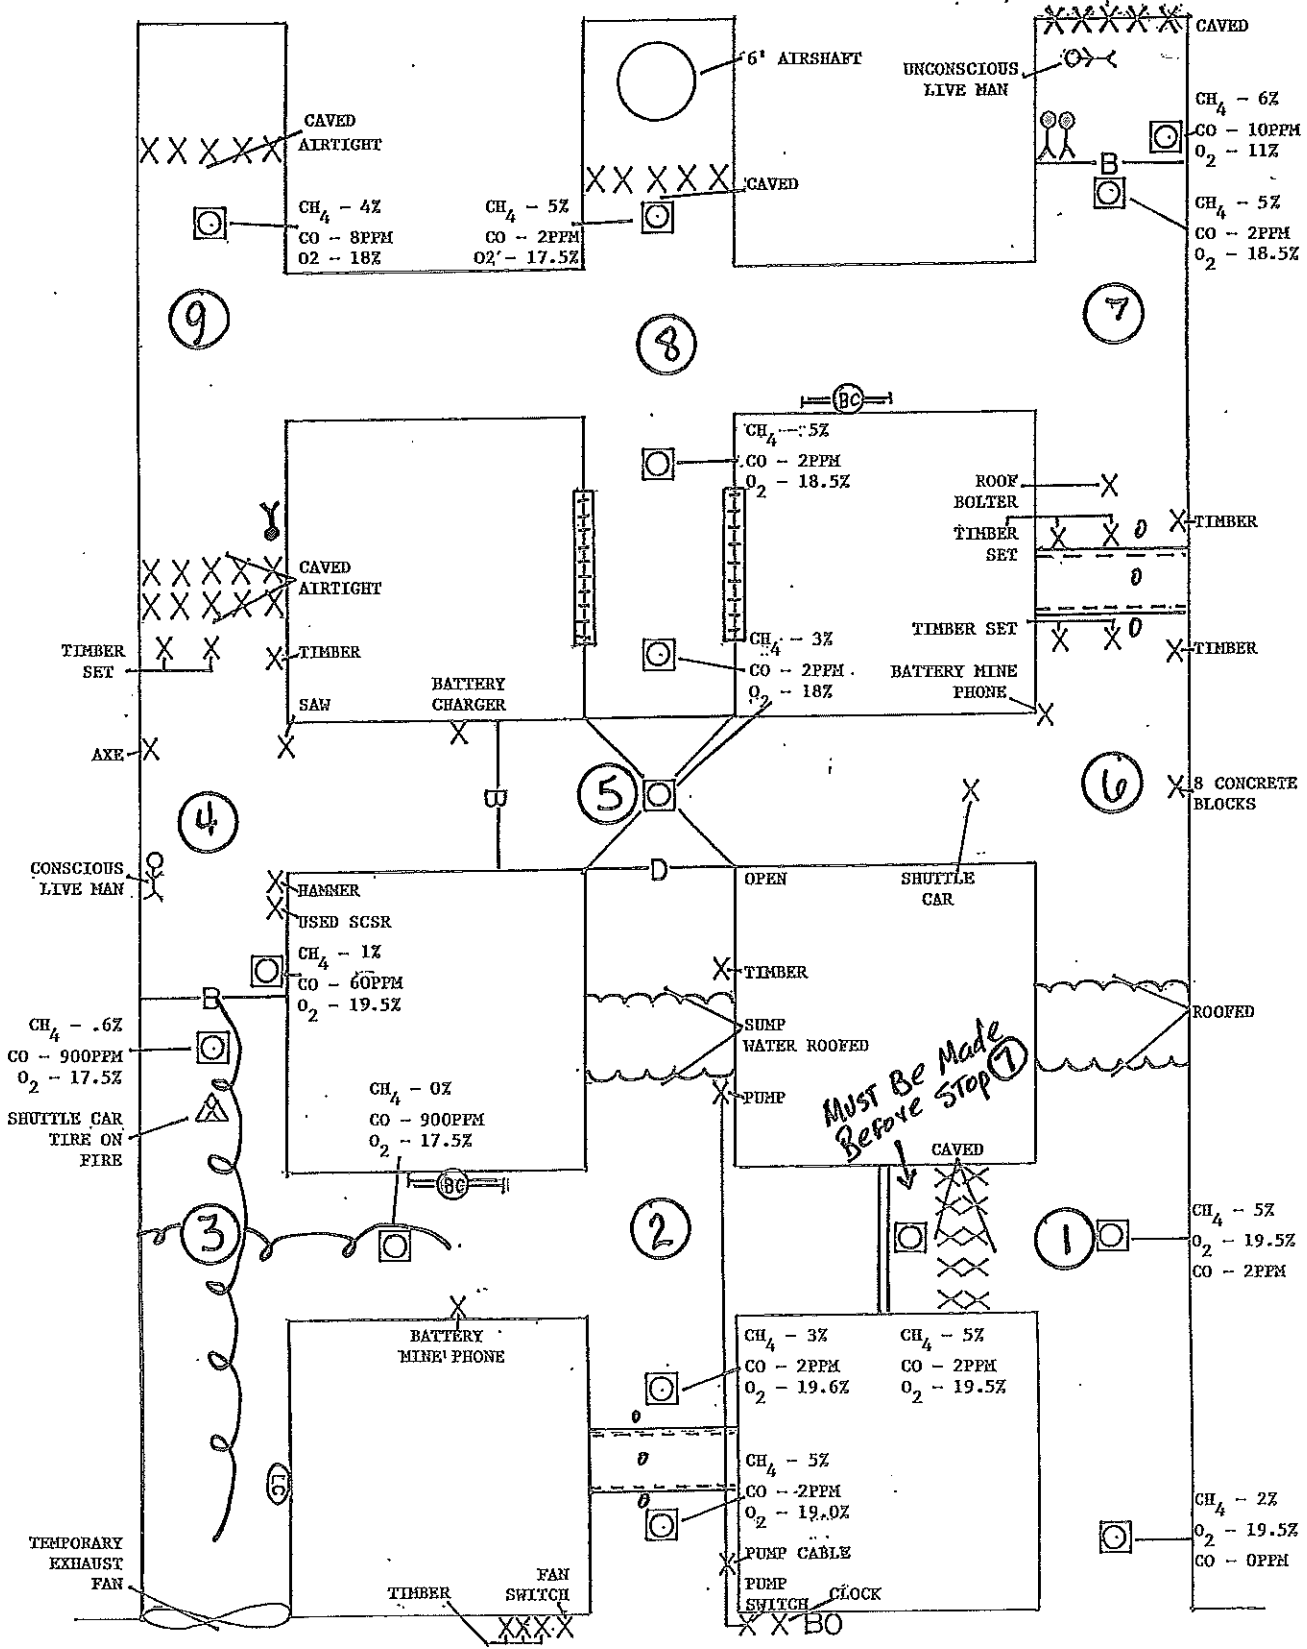 CAVED
6' AIRSHAFT
UNCONSCIOUS
LIVE MAN
CH4 - 6%
CO - 10PPM
O2 - 11%
CAVED
AIRTIGHT
B
CAVED
CH4 - 4%
CO - 8PPM
O2 - 18%
CH4 - 5%
CO - 2PPM
O2 - 17.5%
CH4 - 5%
CO - 2PPM
O2 - 18.5%
9
8
7
BC
CH4 - 5%
CO - 2PPM
O2 - 18.5%
ROOF
BOLTER
TIMBER
SET
TIMBER
CAVED
AIRTIGHT
TIMBER
SET
TIMBER
CH4 - 3%
CO - 2PPM
O2 - 18%
TIMBER SET
TIMBER
BATTERY MINE
PHONE
SAW
BATTERY
CHARGER
AXE
B
5
6
8 CONCRETE
BLOCKS
4
CONSCIOUS
LIVE MAN
HAMMER
USED SCSR
D
OPEN
SHUTTLE
CAR
CH4 - 1%
CO - 60PPM
O2 - 19.5%
TIMBER
B
CH4 - .6%
CO - 900PPM
O2 - 17.5%
SUMP
WATER ROOFED
ROOFED
SHUTTLE CAR
TIRE ON
FIRE
CH4 - 0%
CO - 900PPM
O2 - 17.5%
PUMP
Must Be Made
Before Stop 7
CAVED
BC
3
2
1
CH4 - 5%
O2 - 19.5%
CO - 2PPM
BATTERY
MINE PHONE
CH4 - 3%
CO - 2PPM
O2 - 19.6%
CH4 - 5%
CO - 2PPM
O2 - 19.5%
LC
CH4 - 5%
CO - 2PPM
O2 - 19.0%
CH4 - 2%
O2 - 19.5%
CO - 0PPM
TEMPORARY
EXHAUST
FAN
TIMBER
FAN
SWITCH
PUMP CABLE
PUMP
SWITCH
CLOCK
BO